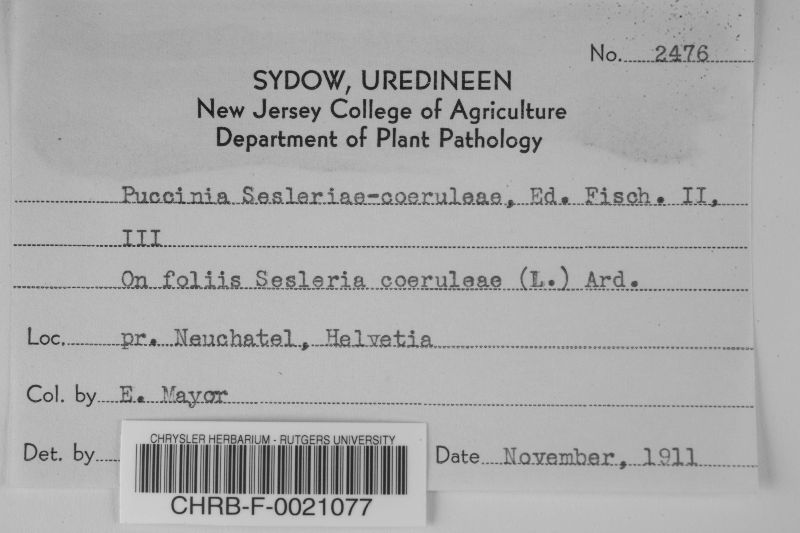 No. 2476
SYDOW, UREDINEEN
New Jersey College of Agriculture
Department of Plant Pathology
Puccinia Sesleriae-coeruleae, Ed. Fisch. II,
III
On foliis Sesleria coeruleae (L.) Ard.
Loc. pr. Neuchatel, Helvetia
Col. by E. Mayor
Det. by
Date November, 1911
CHRYSLER HERBARIUM - RUTGERS UNIVERSITY
CHRB-F-0021077